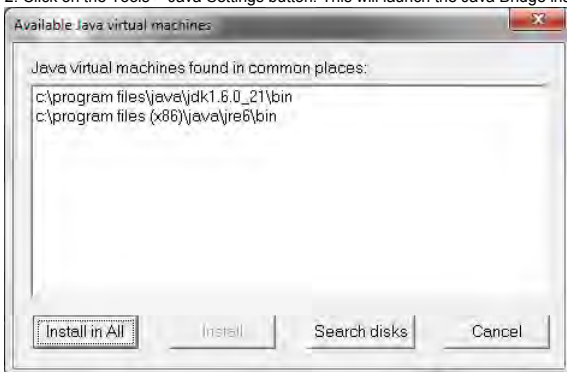 2. Click on the Tools – Java Settings button. This will launch the Java Bridge
Available Java virtual machines
Java virtual machines found in common places:
c:\program files\java\jdk1.6.0_21\bin
c:\program files (x86)\java\jre6\bin
Install in All Install Search disks Cancel